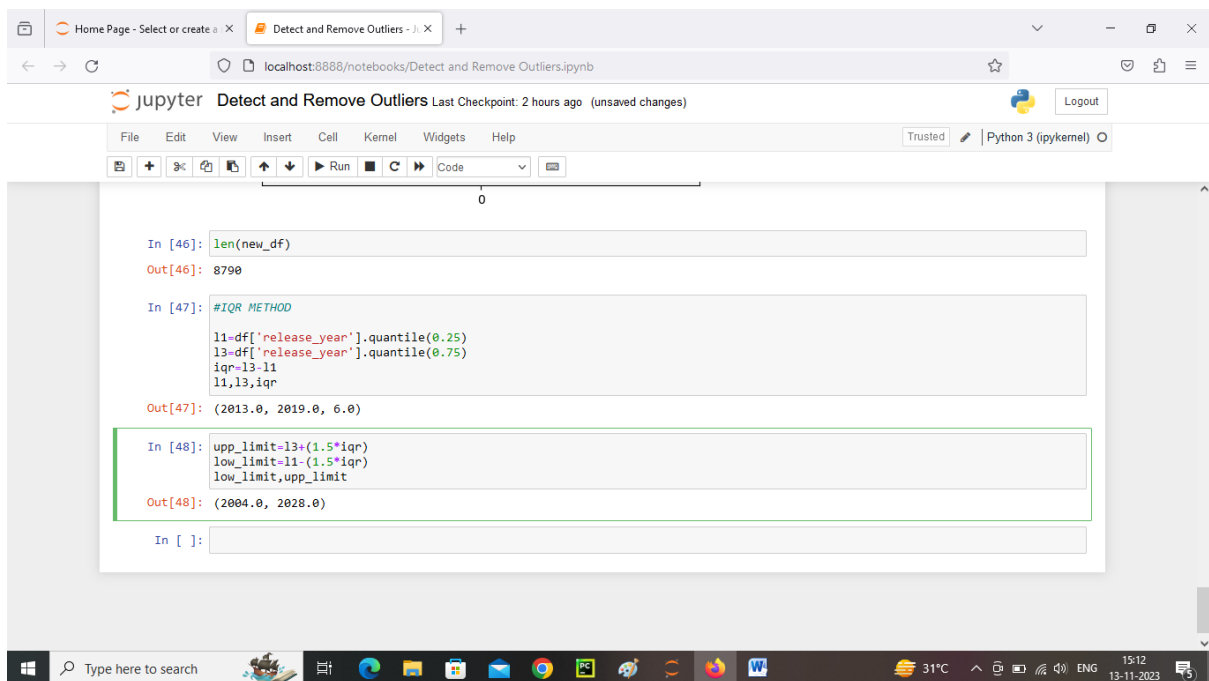 Home Page - Select or create a
Detect and Remove Outliers - Ju
localhost:8888/notebooks/Detect and Remove Outliers.ipynb
jupyter Detect and Remove Outliers Last Checkpoint: 2 hours ago (unsaved changes)
Logout
File Edit View Insert Cell Kernel Widgets Help
Trusted Python 3 (ipykernel)
Run Code
0
In [46]: len(new_df)
Out[46]: 8790
In [47]: #IQR METHOD
l1=df['release_year'].quantile(0.25)
l3=df['release_year'].quantile(0.75)
iqr=l3-l1
l1,l3,iqr
Out[47]: (2013.0, 2019.0, 6.0)
In [48]: upp_limit=l3+(1.5*iqr)
low_limit=l1-(1.5*iqr)
low_limit,upp_limit
Out[48]: (2004.0, 2028.0)
In [ ]:
Type here to search
PC
W
31°C
ENG
15:12
13-11-2023
5